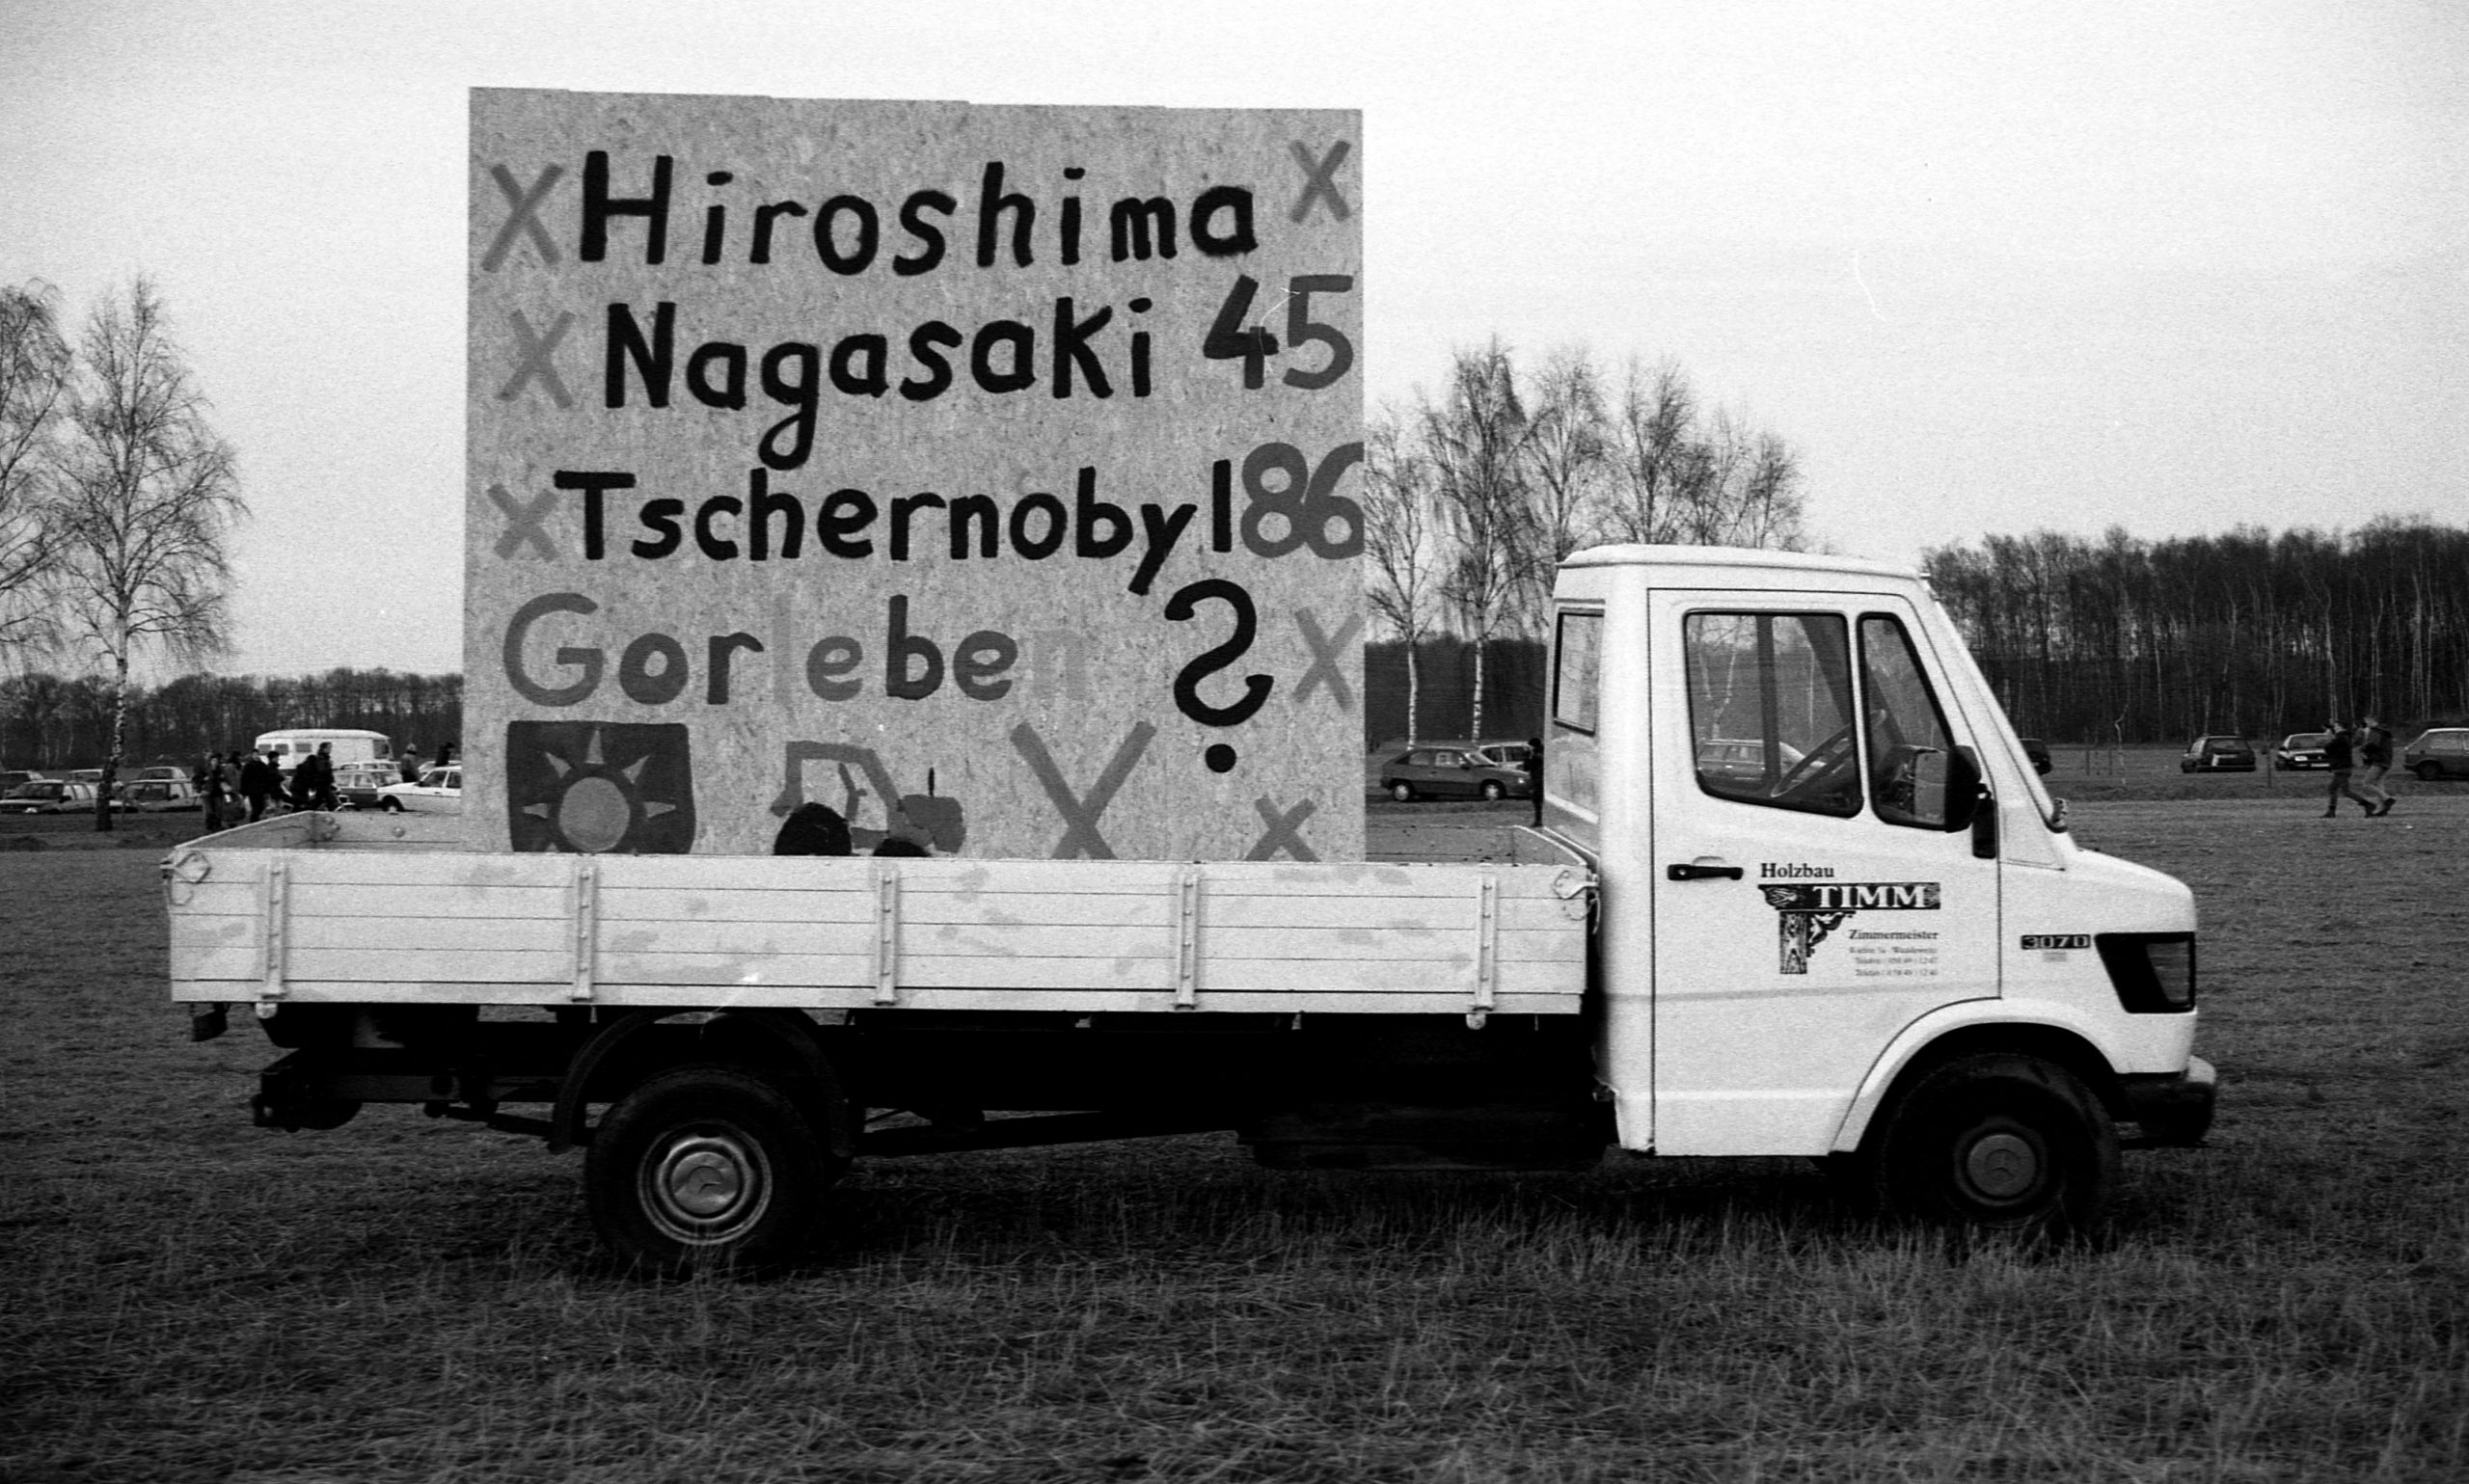 X Hiroshima X
X Nagasaki 45
X Tschernobyl 86
Gorleben ? X
X X
Holzbau
TIMM
Zimmermeister
307D